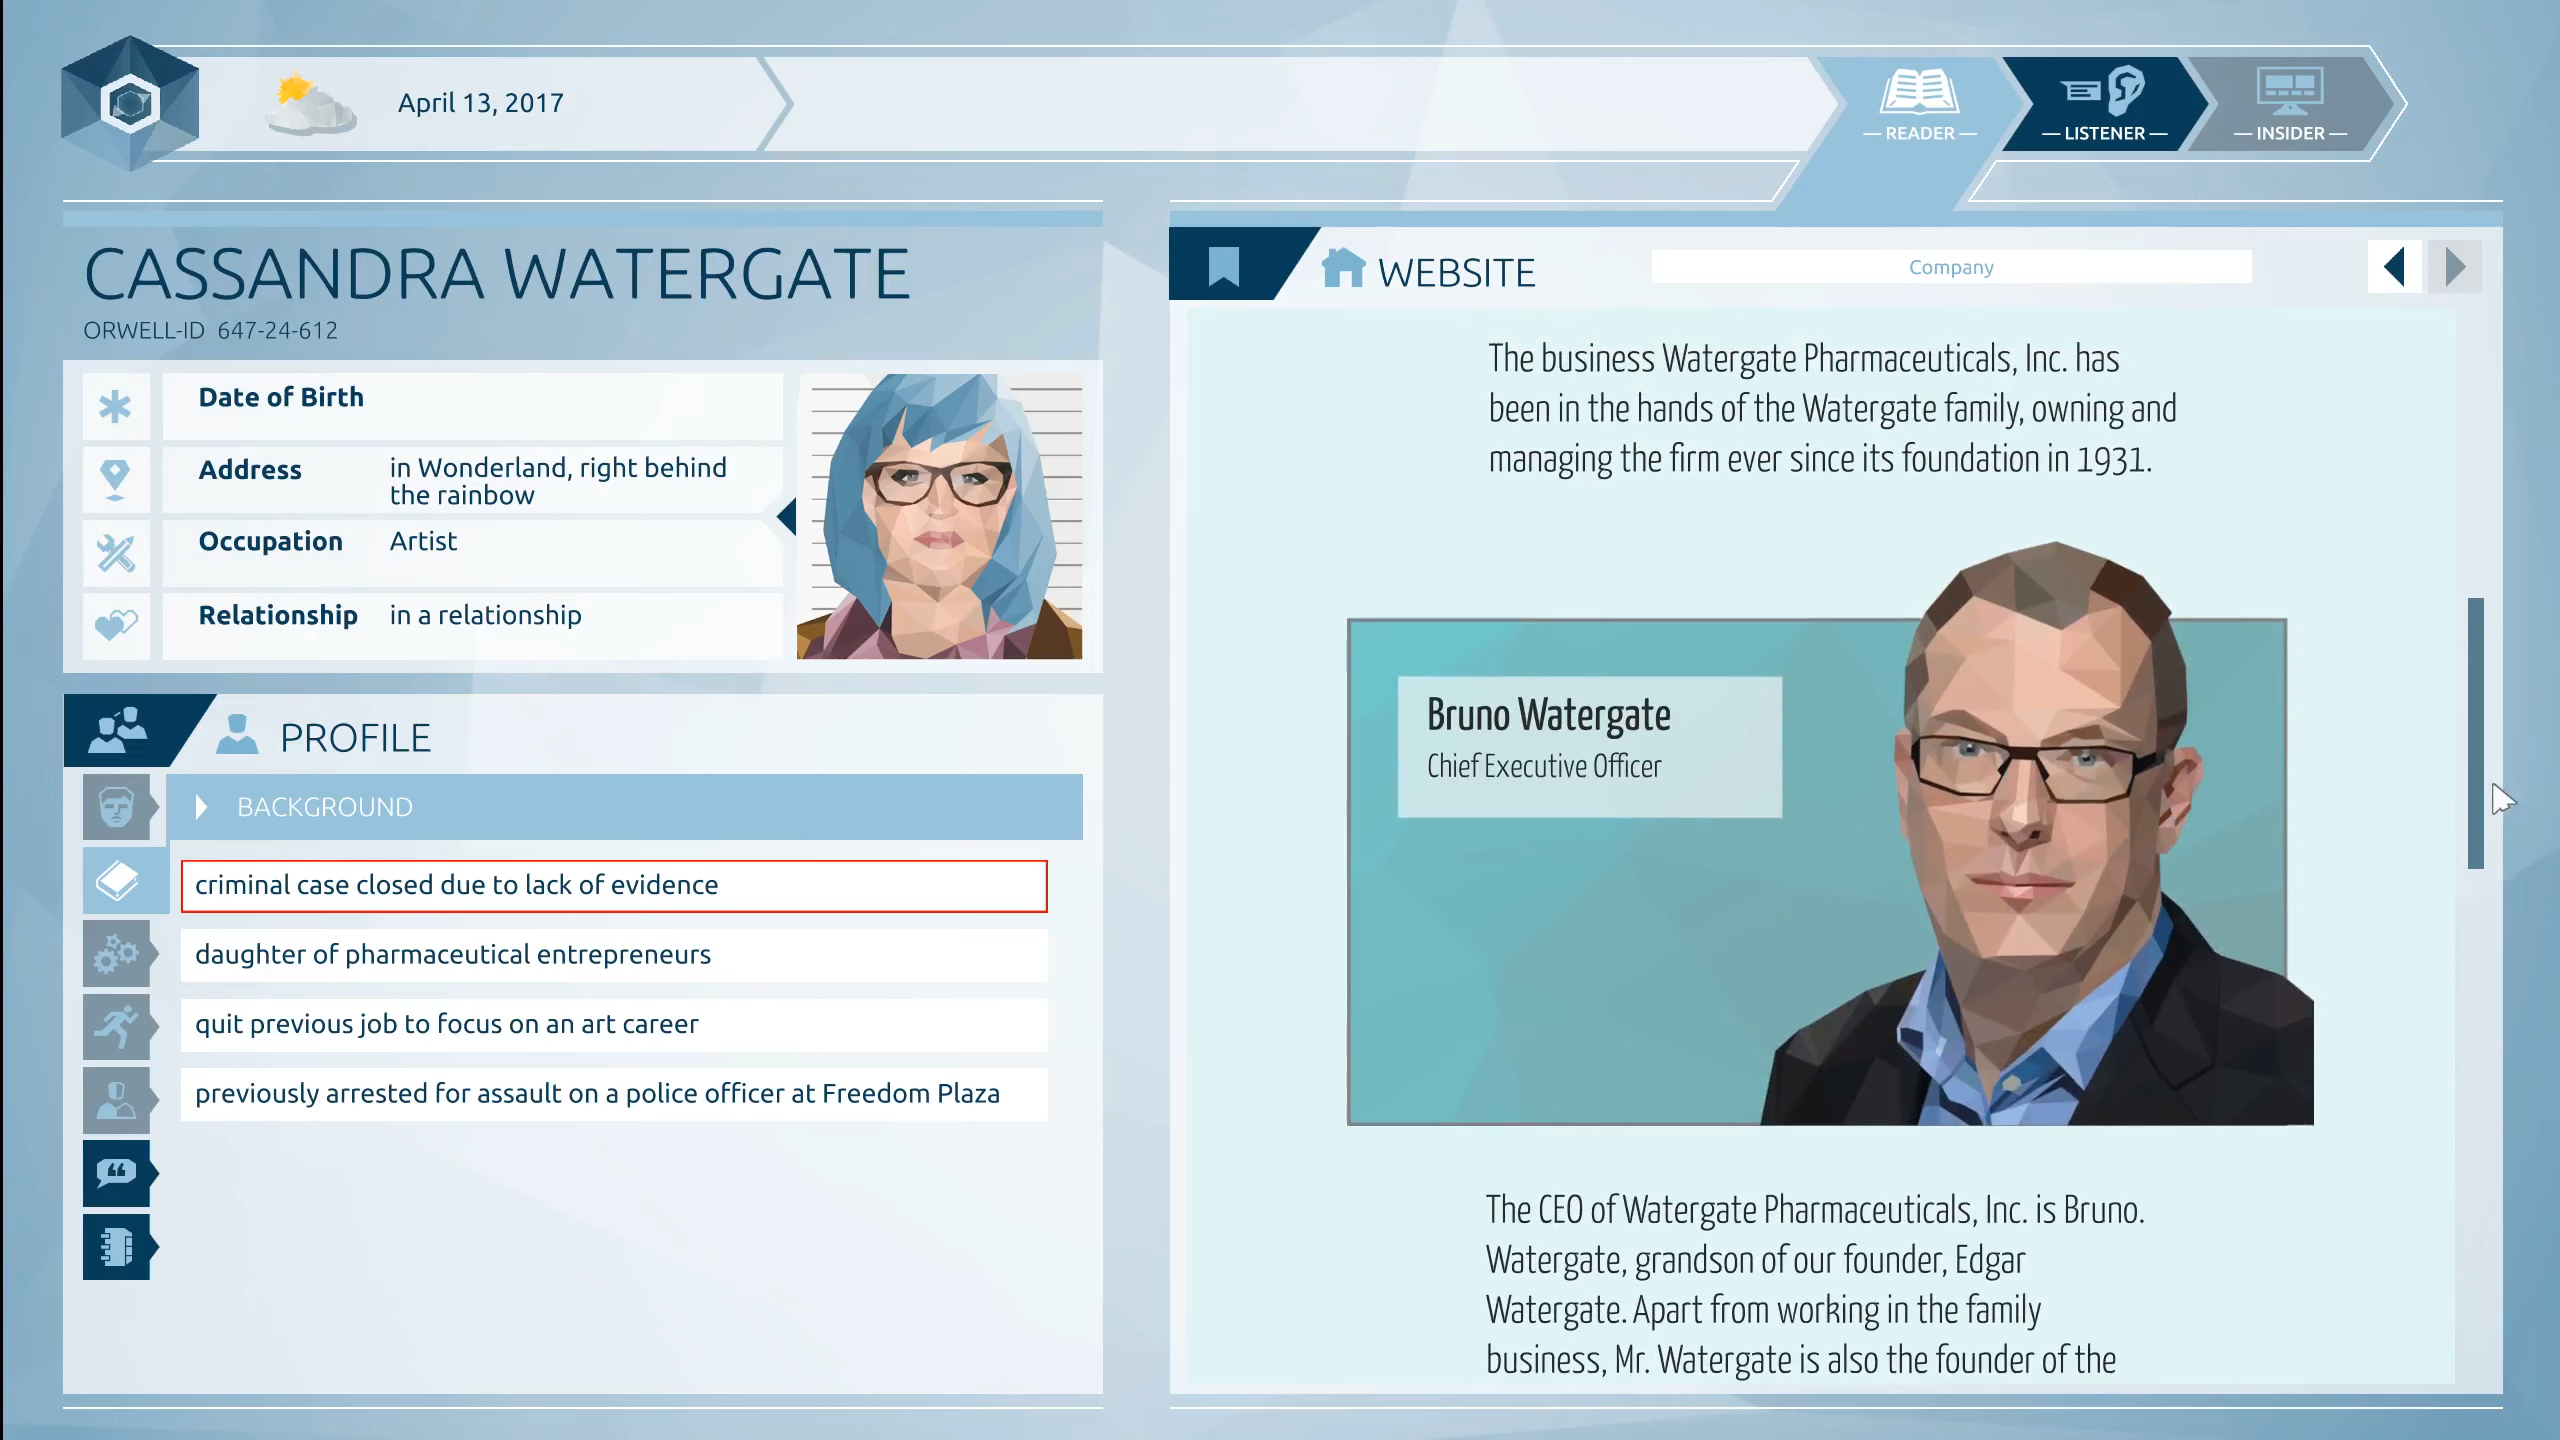 April 13, 2017
— READER —
— LISTENER —
— INSIDER —
CASSANDRA WATERGATE
ORWELL-ID 647-24-612
Date of Birth
Address in Wonderland, right behind
the rainbow
Occupation Artist
Relationship in a relationship
PROFILE
BACKGROUND
criminal case closed due to lack of evidence
daughter of pharmaceutical entrepreneurs
quit previous job to focus on an art career
previously arrested for assault on a police officer at Freedom Plaza
WEBSITE
Company
The business Watergate Pharmaceuticals, Inc. has
been in the hands of the Watergate family, owning and
managing the firm ever since its foundation in 1931.
Bruno Watergate
Chief Executive Officer
The CEO of Watergate Pharmaceuticals, Inc. is Bruno.
Watergate, grandson of our founder, Edgar
Watergate. Apart from working in the family
business, Mr. Watergate is also the founder of the